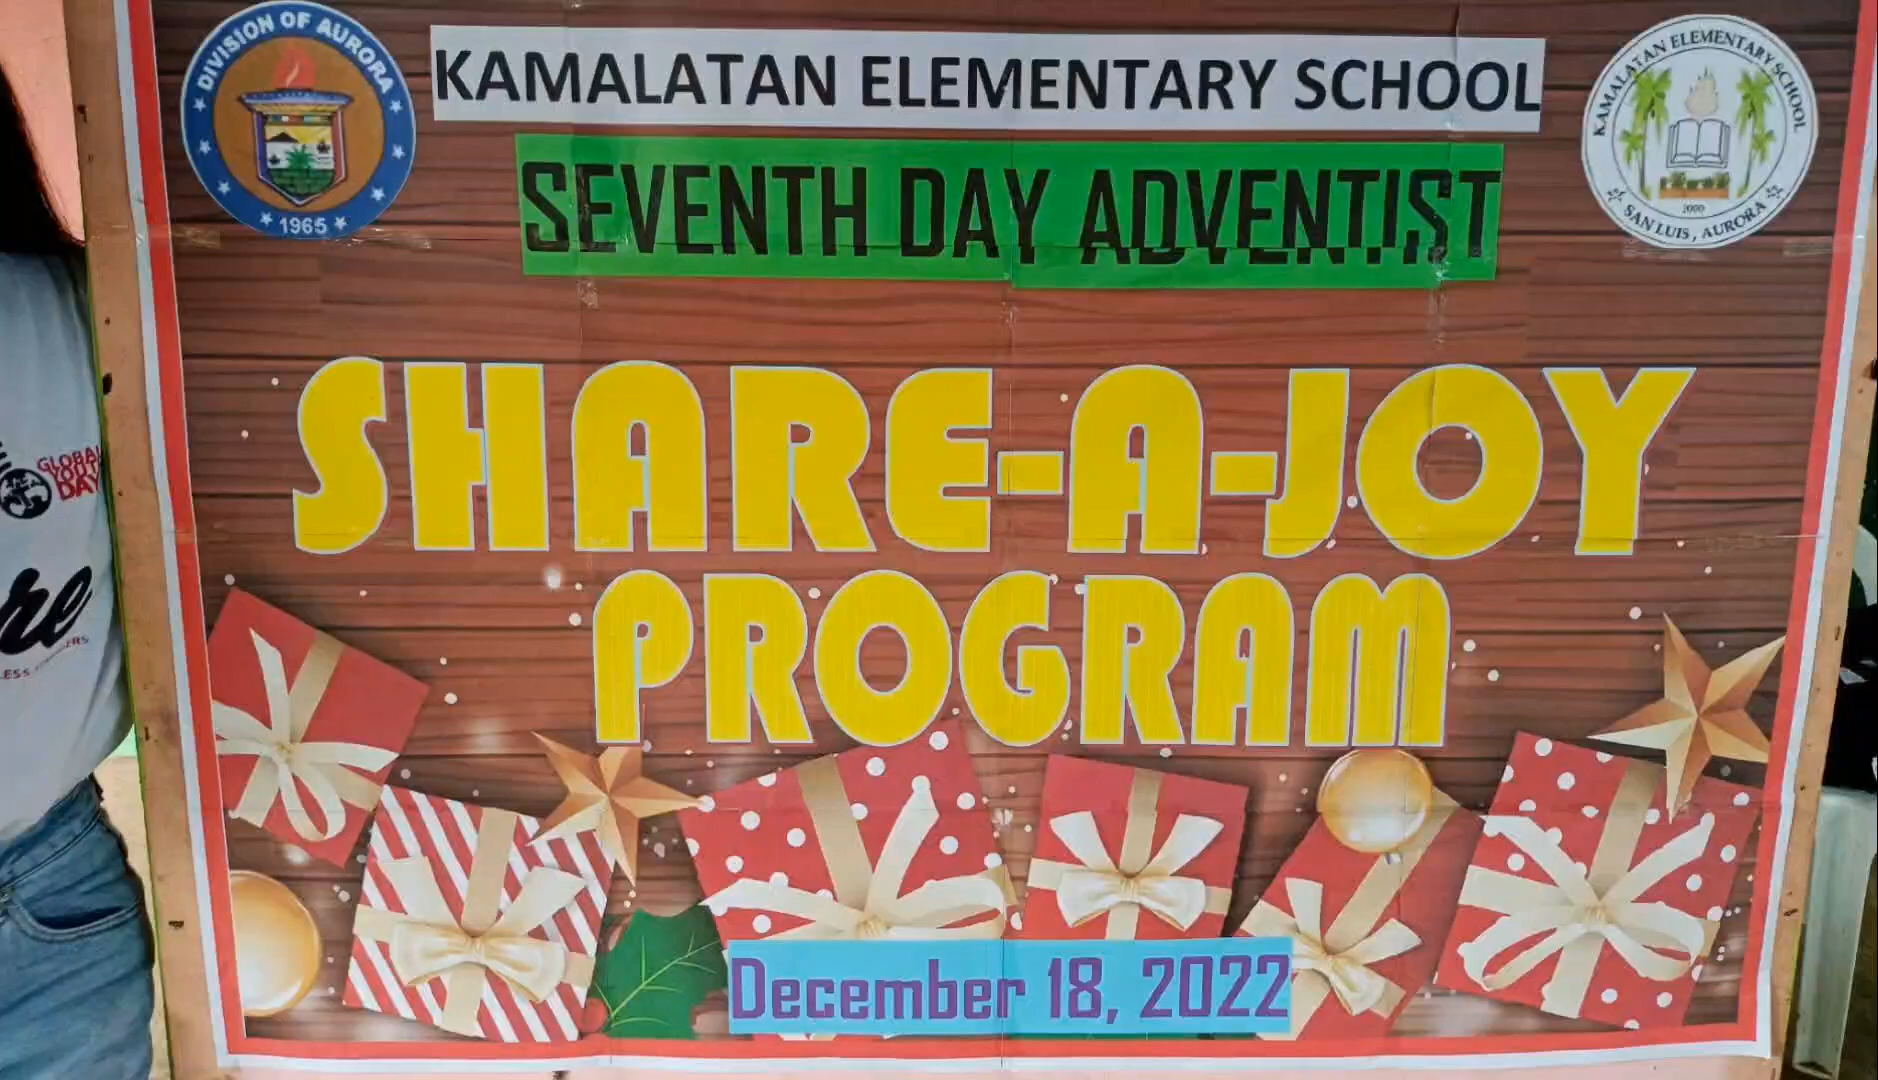 DIVISION OF AURORA
1965
KAMALATAN ELEMENTARY SCHOOL
SEVENTH DAY ADVENTIST
KAMALATAN ELEMENTARY SCHOOL
2000
SAN LUIS, AURORA
SHARE-A-JOY
PROGRAM
December 18, 2022
GLOBAL
YOUTH
DAY